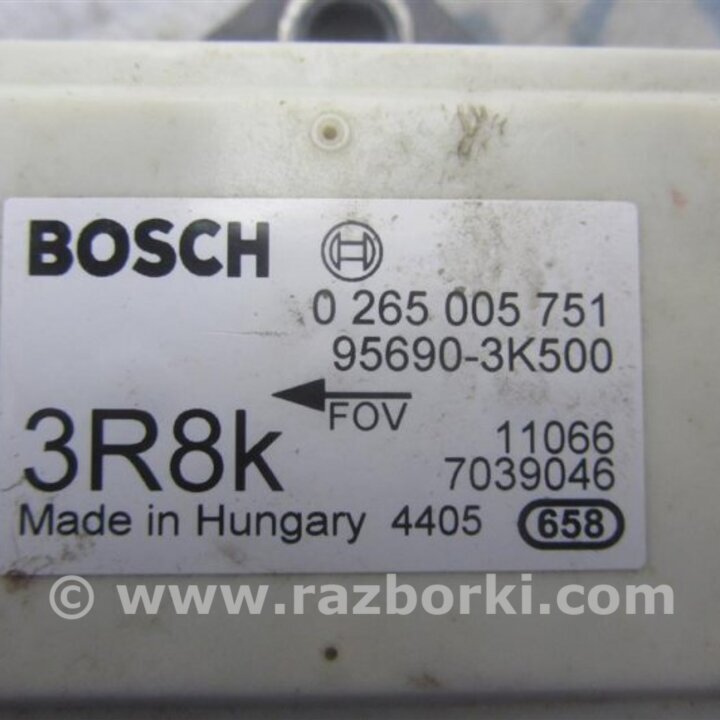 BOSCH
0 265 005 751
95690-3K500
FOV
3R8k
11066
7039046
Made in Hungary 4405 658
© www.razborki.com